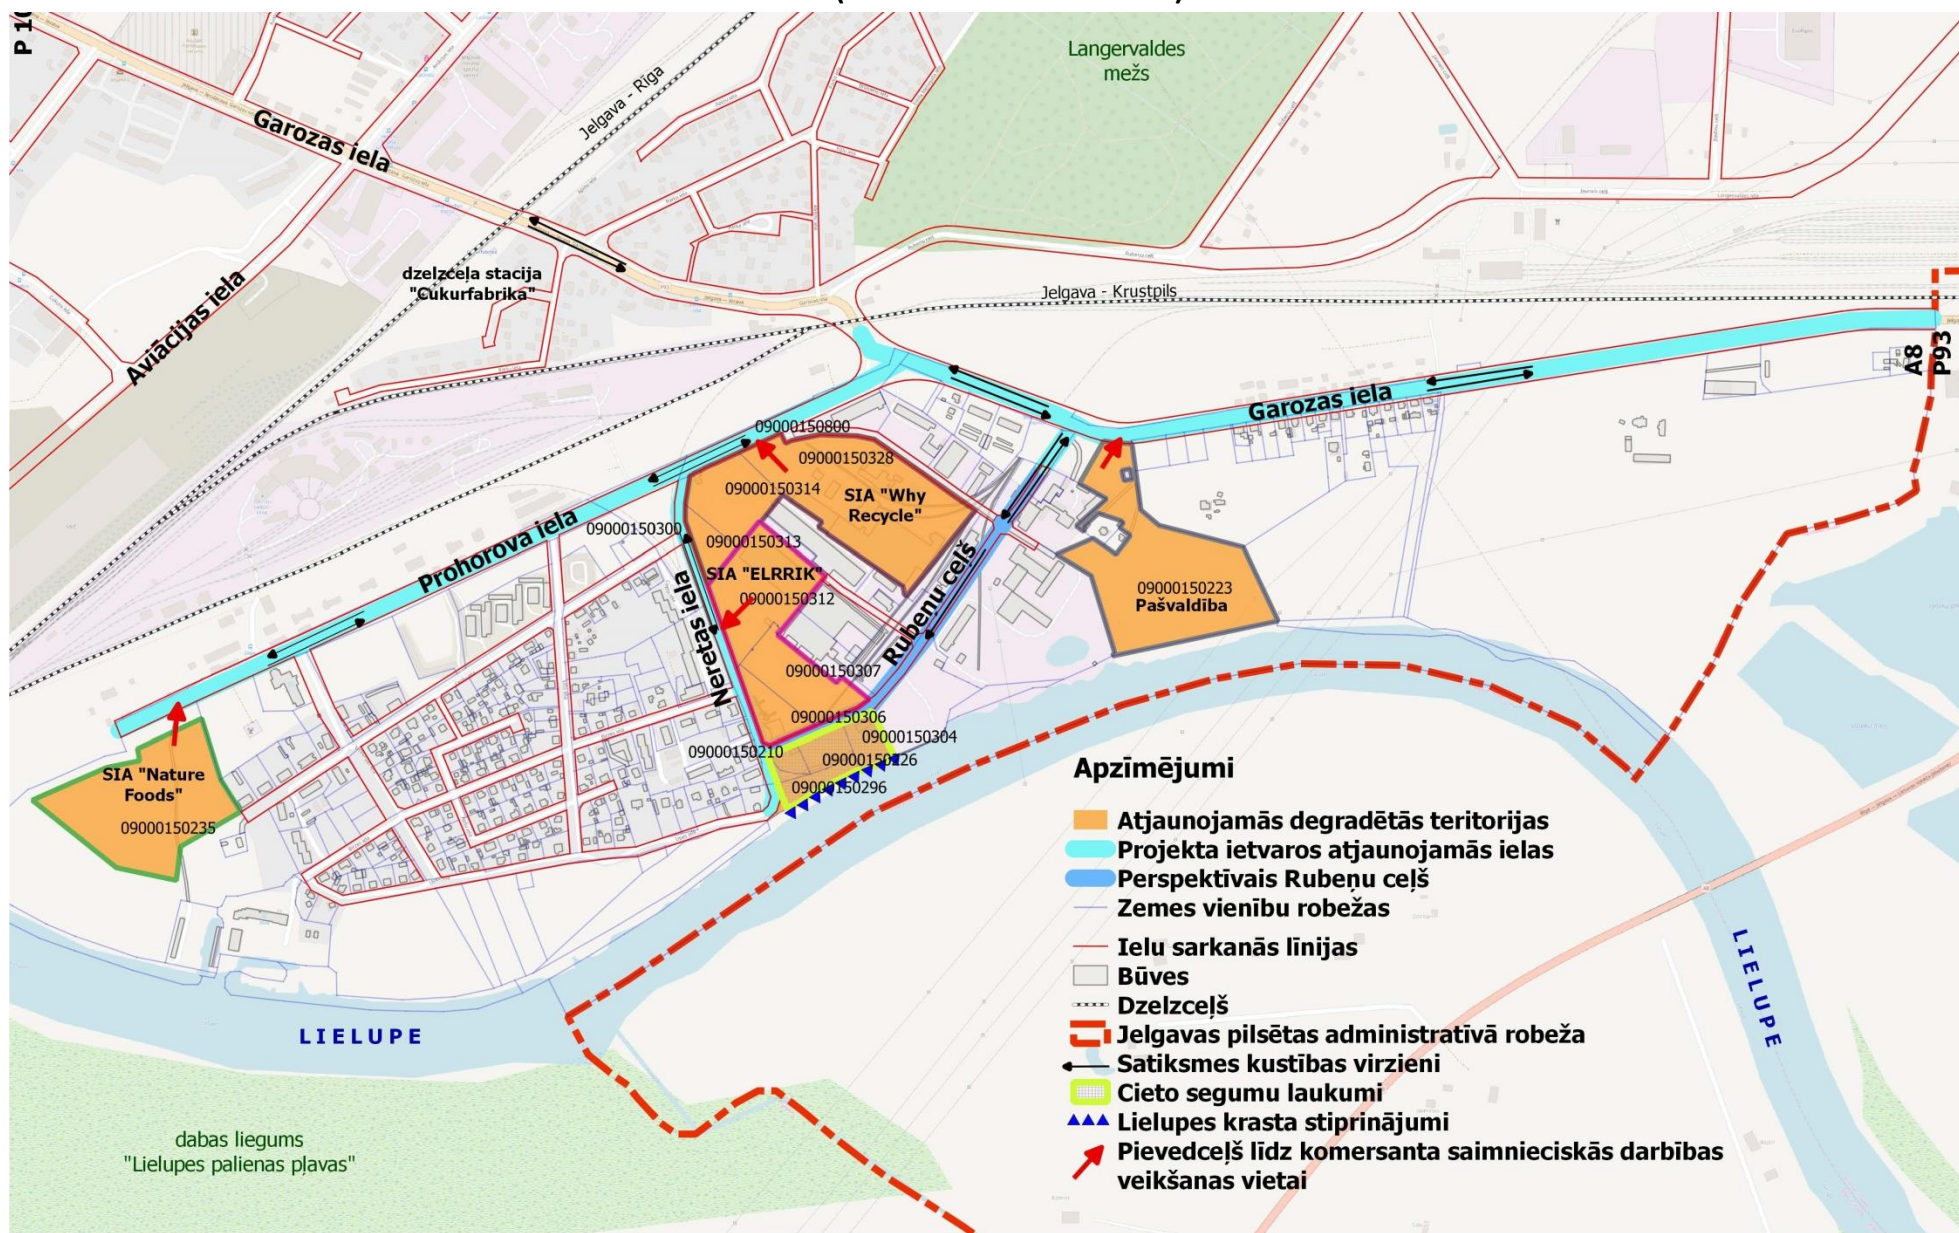 P 10
Langervaldes
mežs
Garozas iela
Jelgava - Rīga
dzelzceļa stacija
"Cukurfabrika"
Aviācijas iela
Jelgava - Krustpils
A8
P93
Garozas iela
09000150800
09000150328
09000150314
SIA "Why
Recycle"
09000150300
09000150313
Prohorova iela
SIA "ELRRIK"
09000150312
Neretas iela
Rubeņu ceļš
09000150223
Pašvaldība
09000150307
09000150306
09000150304
09000150210
09000150226
09000150296
SIA "Nature
Foods"
09000150235
LIELUPE
LIELUPE
dabas liegums
"Lielupes palienas pļavas"
Apzīmējumi
Atjaunojamās degradētās teritorijas
Projekta ietvaros atjaunojamās ielas
Perspektīvais Rubeņu ceļš
Zemes vienību robežas
Ielu sarkanās līnijas
Būves
Dzelzceļš
Jelgavas pilsētas administratīvā robeža
Satiksmes kustības virzieni
Cieto segumu laukumi
Lielupes krasta stiprinājumi
Pievedceļš līdz komersanta saimnieciskās darbības
veikšanas vietai